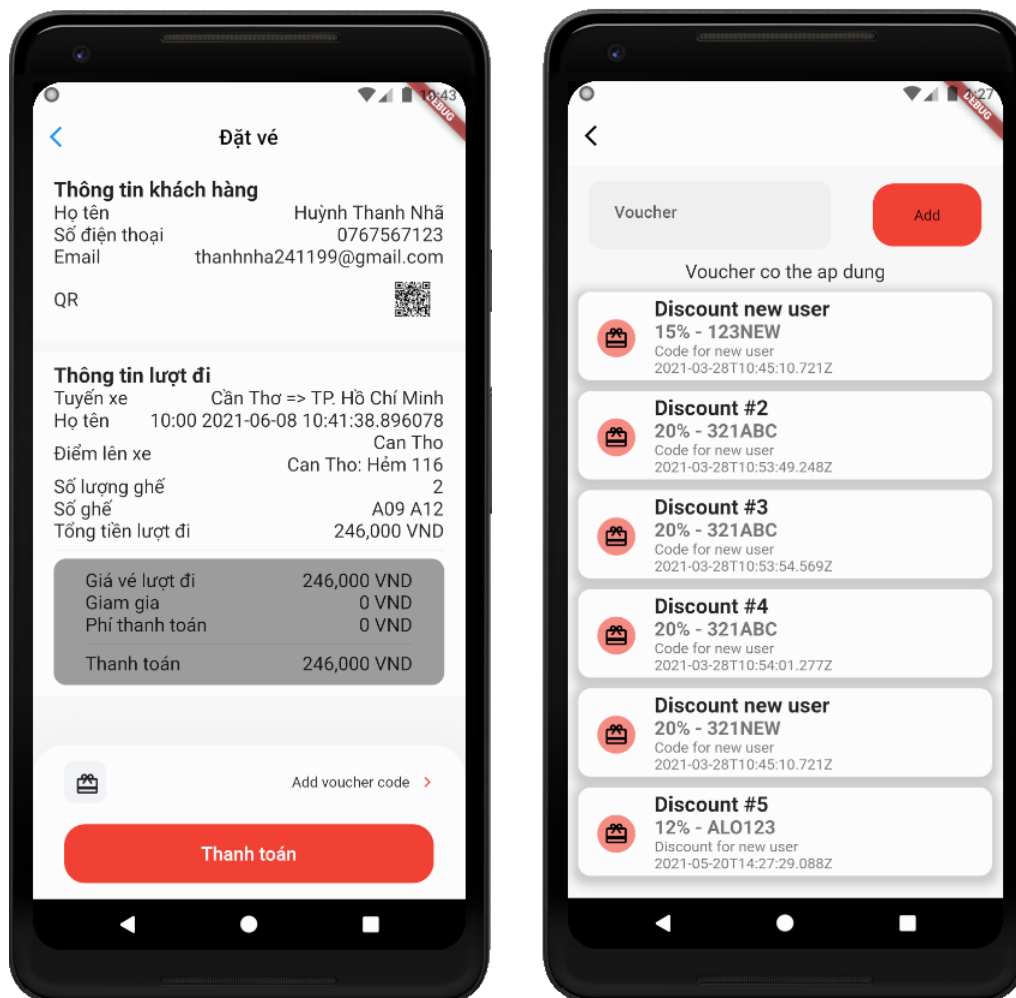 10:43
DEBUG
Đặt vé
Thông tin khách hàng
Họ tên Huỳnh Thanh Nhã
Số điện thoại 0767567123
Email thanhnha241199@gmail.com
QR
Thông tin lượt đi
Tuyến xe Cần Thơ => TP. Hồ Chí Minh
Họ tên 10:00 2021-06-08 10:41:38.896078
Điểm lên xe Can Tho
Can Tho: Hẻm 116
Số lượng ghế 2
Số ghế A09 A12
Tổng tiền lượt đi 246,000 VND
Giá vé lượt đi 246,000 VND
Giam gia 0 VND
Phí thanh toán 0 VND
Thanh toán 246,000 VND
Add voucher code
Thanh toán
DEBUG
Voucher
Add
Voucher co the ap dung
Discount new user
15% - 123NEW
Code for new user
2021-03-28T10:45:10.721Z
Discount #2
20% - 321ABC
Code for new user
2021-03-28T10:53:49.248Z
Discount #3
20% - 321ABC
Code for new user
2021-03-28T10:53:54.569Z
Discount #4
20% - 321ABC
Code for new user
2021-03-28T10:54:01.277Z
Discount new user
20% - 321NEW
Code for new user
2021-03-28T10:45:10.721Z
Discount #5
12% - ALO123
Discount for new user
2021-05-20T14:27:29.088Z